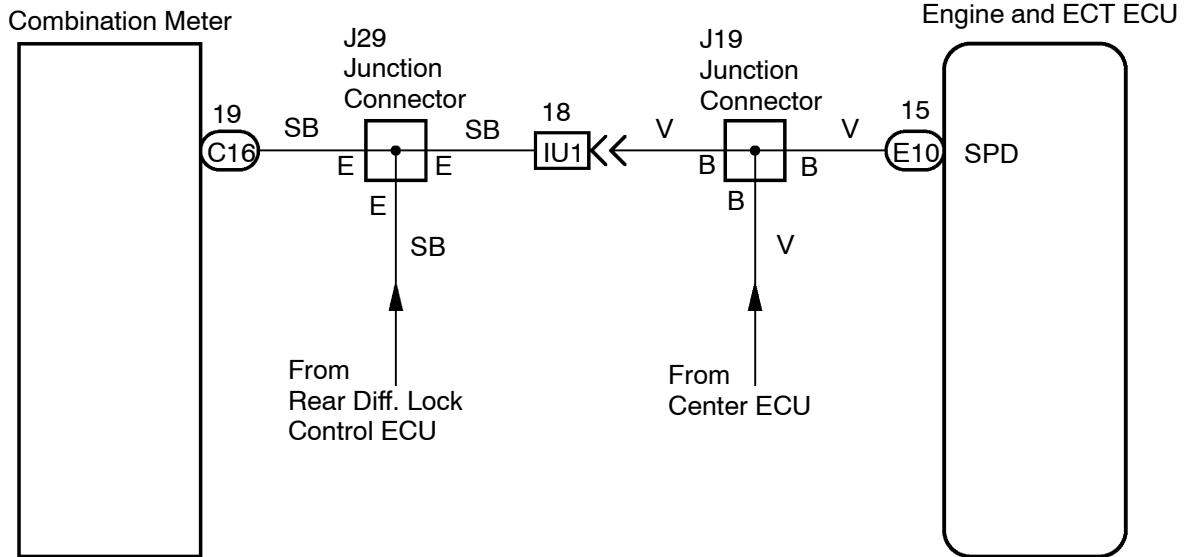 Combination Meter
Engine and ECT ECU
J29
Junction
Connector
J19
Junction
Connector
19
SB
SB
18
V
V
15
C16
IU1
E10
SPD
E
E
B
B
E
B
SB
V
From
Rear Diff. Lock
Control ECU
From
Center ECU